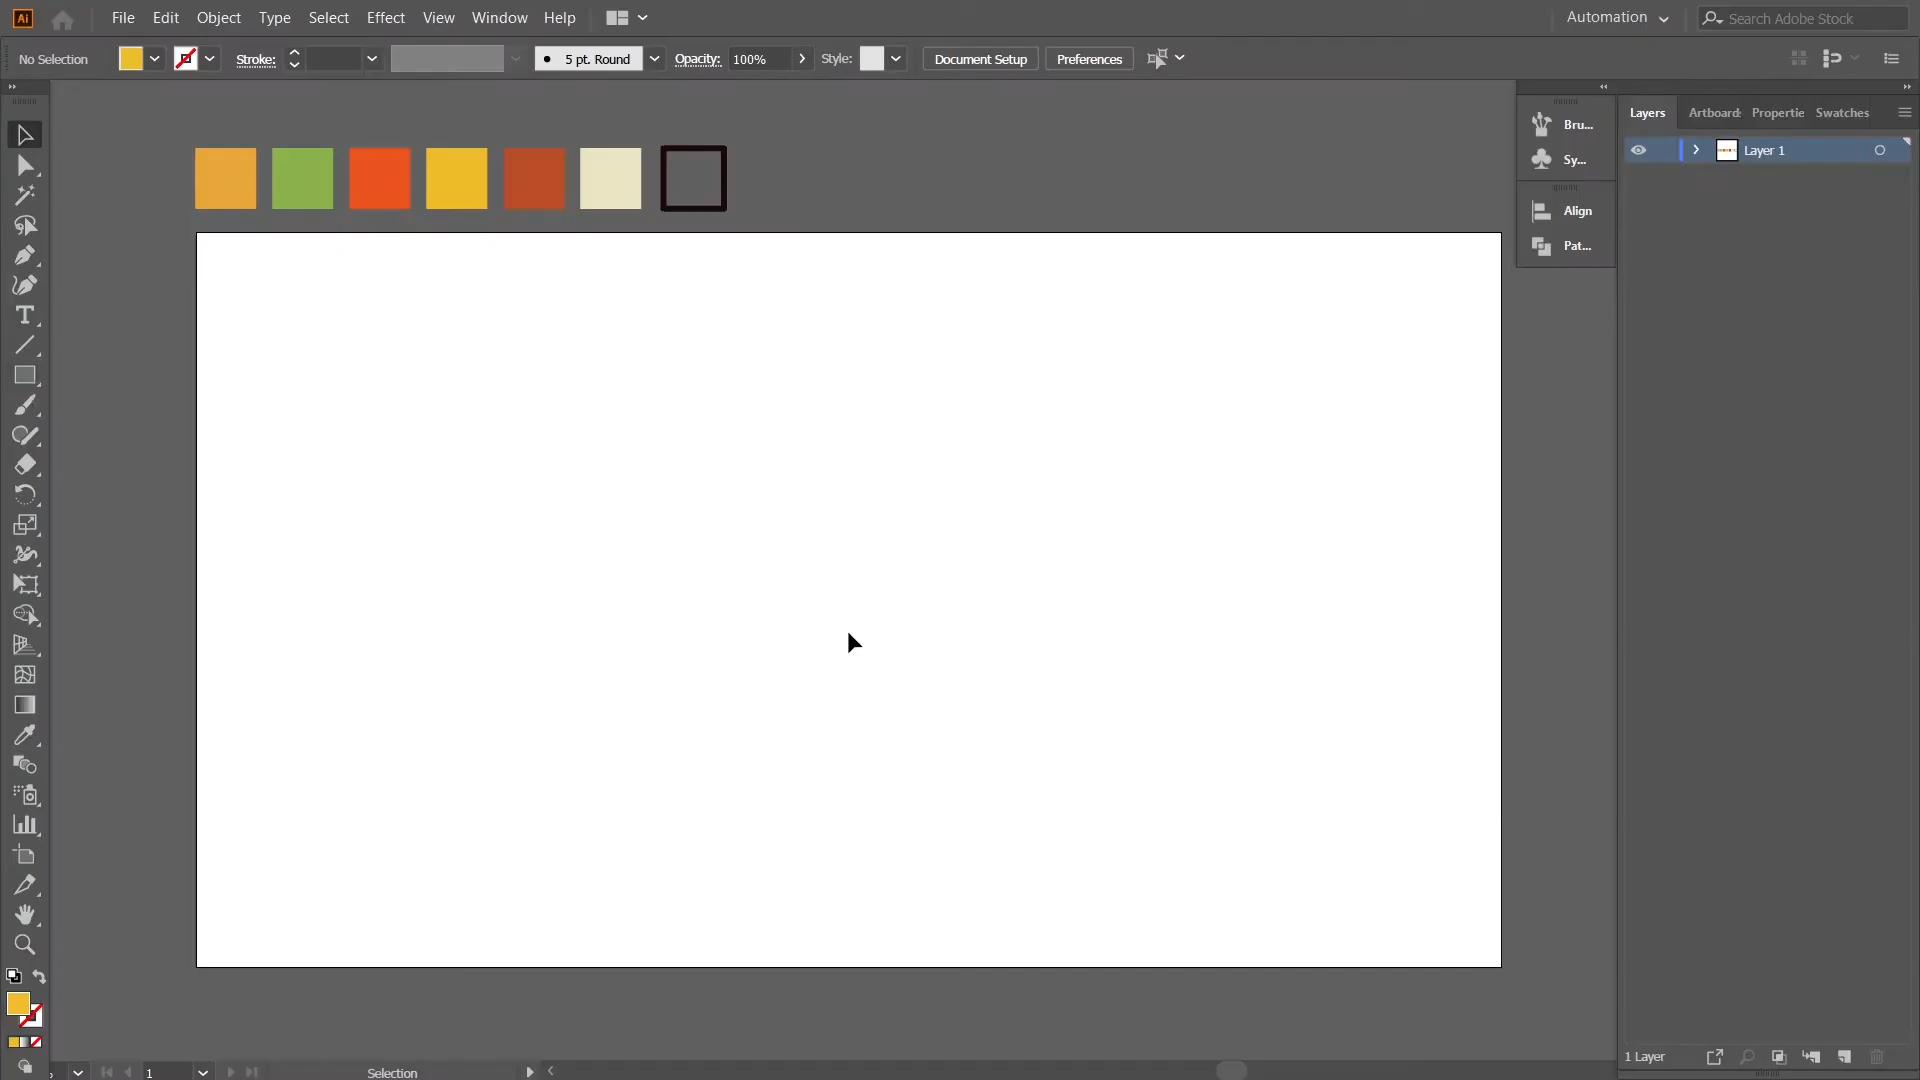 Ai File Edit Object Type Select Effect View Window Help Automation Search Adobe Stock
No Selection Stroke: 5 pt. Round Opacity: 100% Style: Document Setup Preferences
Layers Artboard: Propertie Swatches
Bru...
Layer 1
Sy...
Align
Pat...
1 Layer
1 Selection